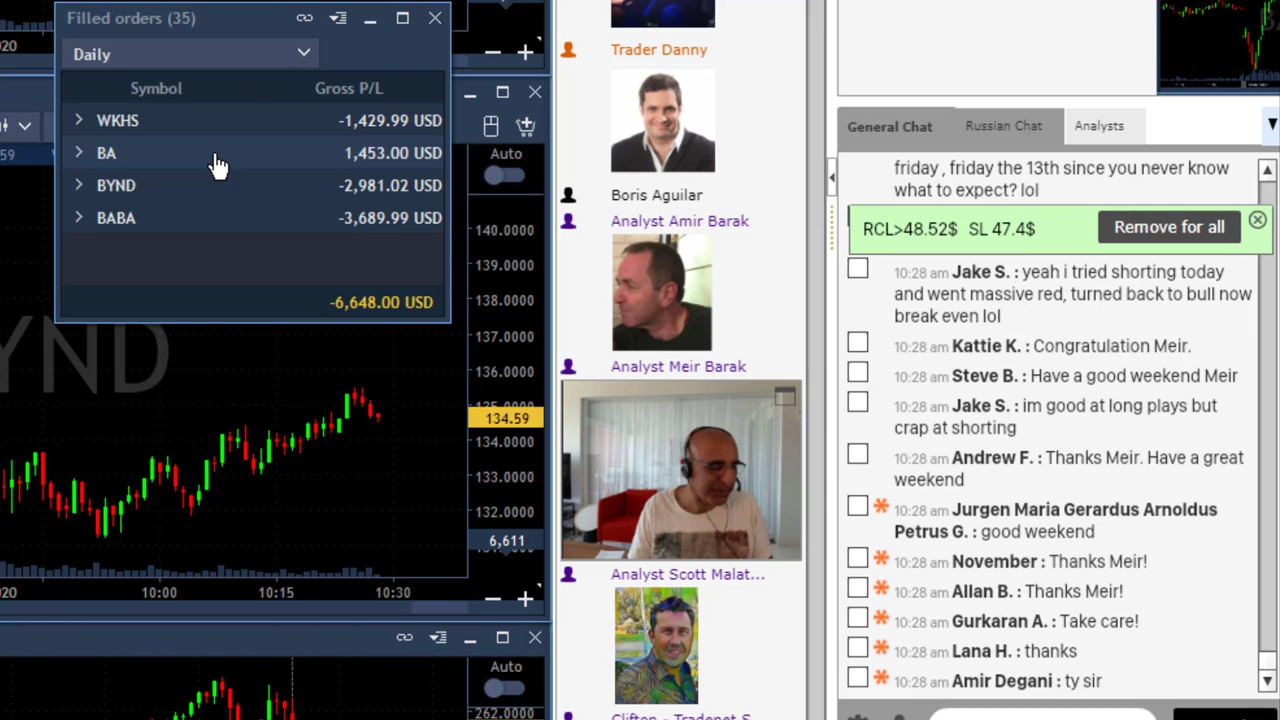 Filled orders (35)
Daily
Symbol Gross P/L
WKHS -1,429.99 USD
BA 1,453.00 USD
BYND -2,981.02 USD
BABA -3,689.99 USD
-6,648.00 USD
020
59
Auto
140.0000
139.0000
138.0000
137.0000
136.0000
134.59
134.0000
133.0000
132.0000
6,611
YND
020 10:00 10:15 10:30
Auto
262.0000
Trader Danny
Boris Aguilar
Analyst Amir Barak
Analyst Meir Barak
Analyst Scott Malat...
Clifton - Tradenet S
General Chat Russian Chat Analysts
friday , friday the 13th since you never know
what to expect? lol
RCL>48.52$ SL 47.4$ Remove for all
10:28 am Jake S. : yeah i tried shorting today
and went massive red, turned back to bull now
break even lol
10:28 am Kattie K. : Congratulation Meir.
10:28 am Steve B. : Have a good weekend Meir
10:28 am Jake S. : im good at long plays but
crap at shorting
10:28 am Andrew F. : Thanks Meir. Have a great
weekend
10:28 am Jurgen Maria Gerardus Arnoldus
Petrus G. : good weekend
10:28 am November : Thanks Meir!
10:28 am Allan B. : Thanks Meir!
10:28 am Gurkaran A. : Take care!
10:28 am Lana H. : thanks
10:28 am Amir Degani : ty sir